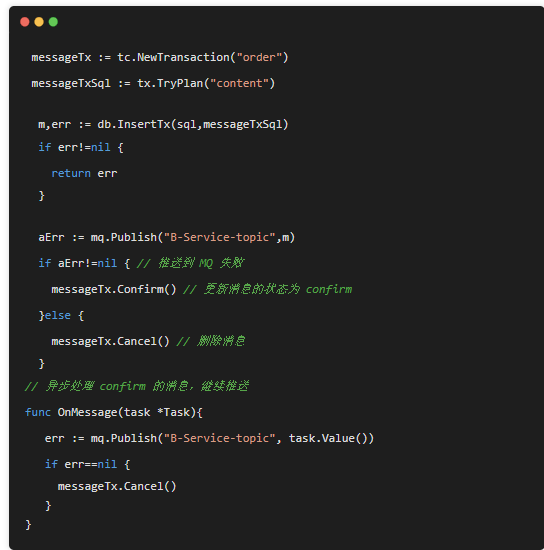 messageTx := tc.NewTransaction("order")
messageTxSql := tx.TryPlan("content")
m,err := db.InsertTx(sql,messageTxSql)
if err!=nil {
return err
}
aErr := mq.Publish("B-Service-topic",m)
if aErr!=nil { // 推送到 MQ 失败
messageTx.Confirm() // 更新消息的状态为 confirm
}else {
messageTx.Cancel() // 删除消息
}
// 异步处理 confirm 的消息，继续推送
func OnMessage(task *Task){
err := mq.Publish("B-Service-topic", task.Value())
if err==nil {
messageTx.Cancel()
}
}